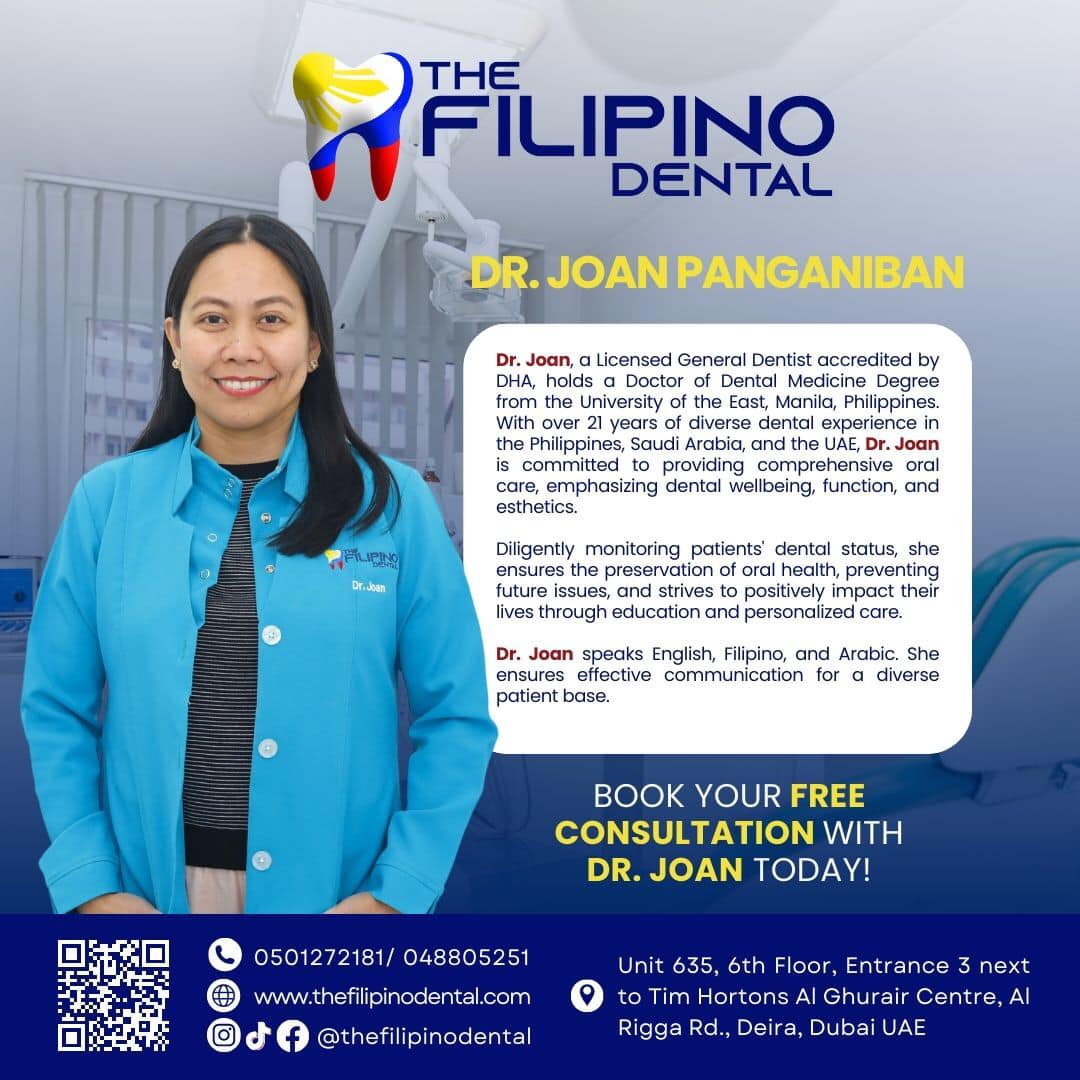 THE
FILIPINO
DENTAL
DR. JOAN PANGANIBAN
Dr. Joan, a Licensed General Dentist accredited by
DHA, holds a Doctor of Dental Medicine Degree
from the University of the East, Manila, Philippines.
With over 21 years of diverse dental experience in
the Philippines, Saudi Arabia, and the UAE, Dr. Joan
is committed to providing comprehensive oral
care, emphasizing dental wellbeing, function, and
esthetics.
Diligently monitoring patients' dental status, she
ensures the preservation of oral health, preventing
future issues, and strives to positively impact their
lives through education and personalized care.
Dr. Joan speaks English, Filipino, and Arabic. She
ensures effective communication for a diverse
patient base.
THE
FILIPINO
DENTAL
Dr. Joan
BOOK YOUR FREE
CONSULTATION WITH
DR. JOAN TODAY!
0501272181/ 048805251
www.thefilipinodental.com
@thefilipinodental
Unit 635, 6th Floor, Entrance 3 next
to Tim Hortons Al Ghurair Centre, Al
Rigga Rd., Deira, Dubai UAE